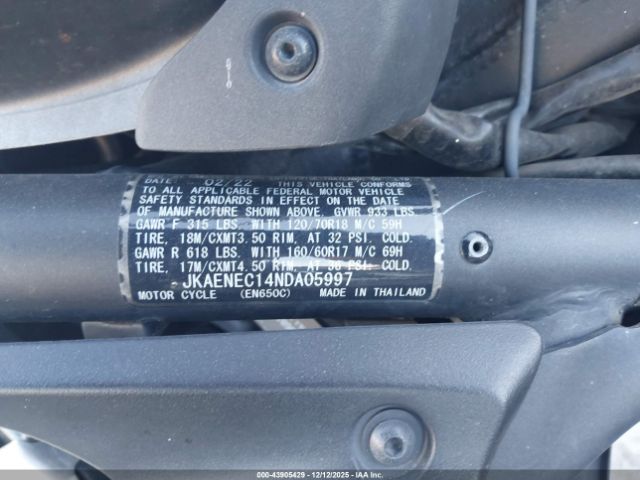 DATE 02/22 THIS VEHICLE CONFORMS
TO ALL APPLICABLE FEDERAL MOTOR VEHICLE
SAFETY STANDARDS IN EFFECT ON THE DATE
OF MANUFACTURE SHOWN ABOVE. GVWR 933 LBS.
GAWR F 315 LBS. WITH 120/70R18 M/C 59H
TIRE, 18M/CXMT3.50 RIM, AT 32 PSI. COLD.
GAWR R 618 LBS. WITH 160/60R17 M/C 69H
TIRE, 17M/CXMT4.50 RIM, AT 36 PSI. COLD.
JKAENEC14NDA05997
MOTOR CYCLE (EN650C) MADE IN THAILAND
000-43905429 - 12/12/2025 - COPART